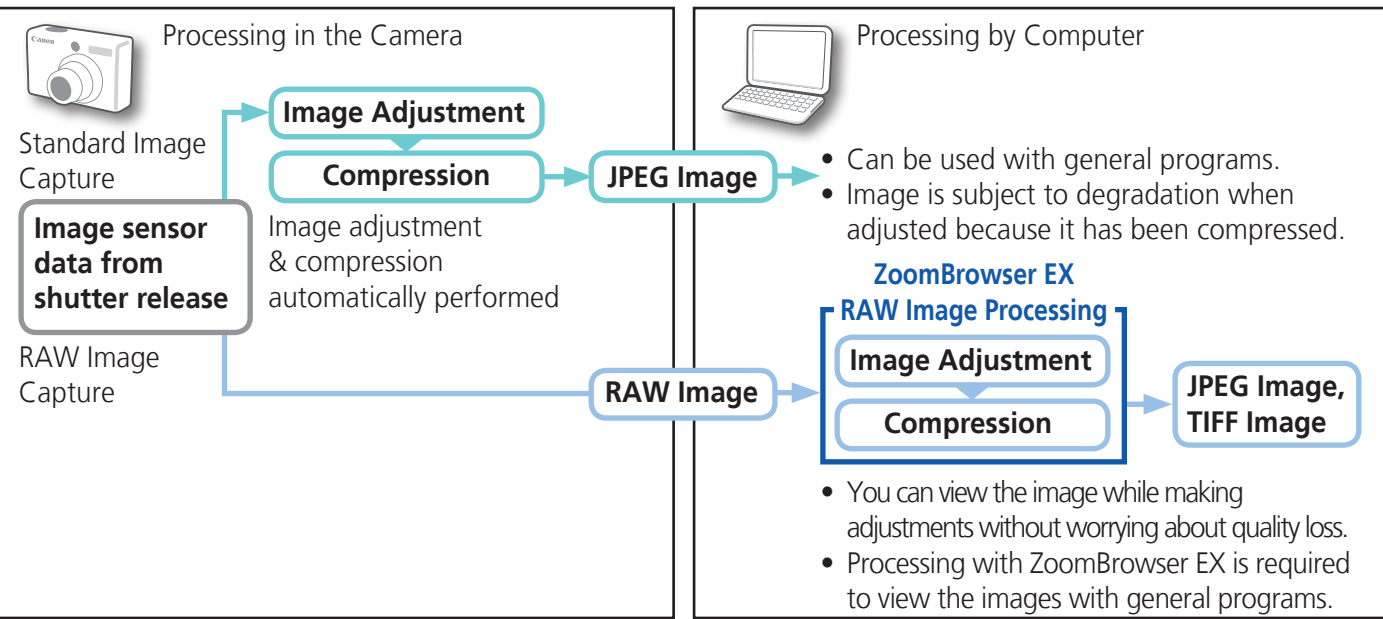 Canon
Processing in the Camera
Standard Image
Capture
Image sensor
data from
shutter release
RAW Image
Capture
Image Adjustment
Compression
Image adjustment
& compression
automatically performed
JPEG Image
RAW Image
Processing by Computer
• Can be used with general programs.
• Image is subject to degradation when
adjusted because it has been compressed.
ZoomBrowser EX
RAW Image Processing
Image Adjustment
Compression
JPEG Image,
TIFF Image
• You can view the image while making
adjustments without worrying about quality loss.
• Processing with ZoomBrowser EX is required
to view the images with general programs.